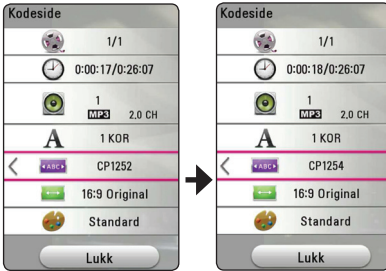 Kodeside
1/1
0:00:17/0:26:07
1
MP3 2,0 CH
A 1 KOR
ABC CP1252
16:9 Original
Standard
Lukk
Kodeside
1/1
0:00:18/0:26:07
1
MP3 2,0 CH
A 1 KOR
ABC CP1254
16:9 Original
Standard
Lukk